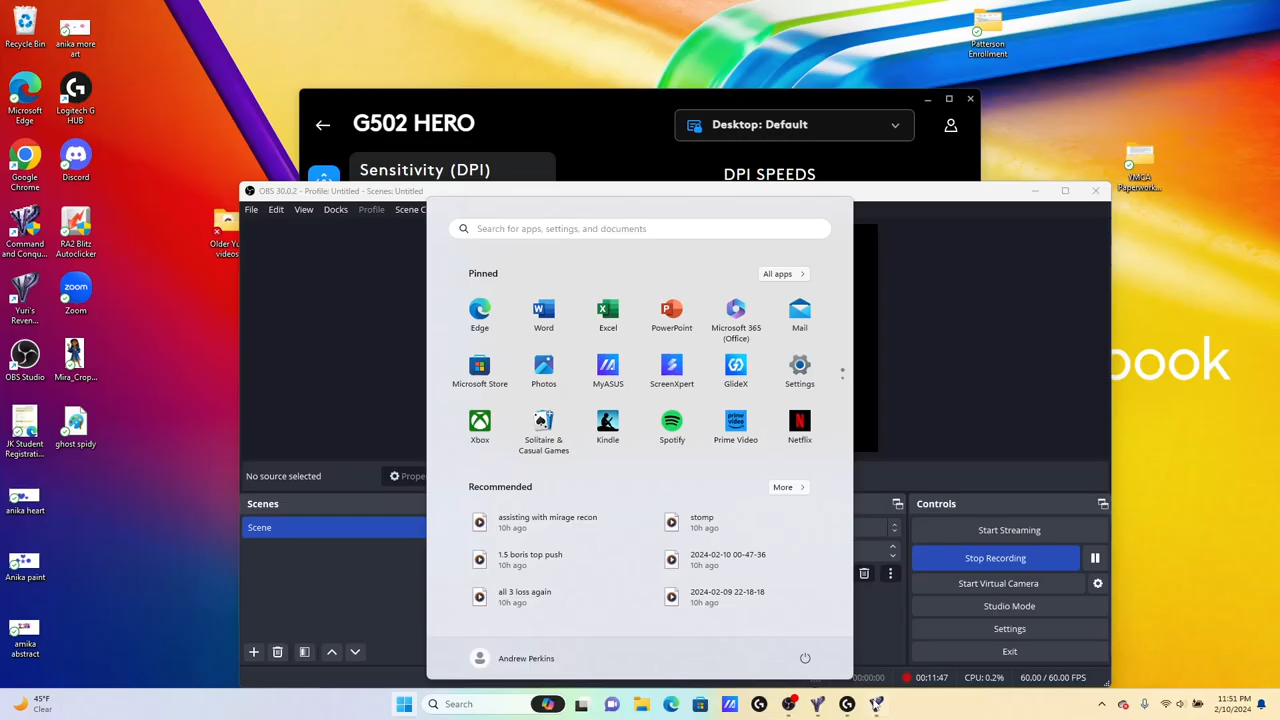 Recycle Bin
anika more
art
Microsoft
Edge
Logitech G
HUB
Google
Chrome
Discord
Command
and Conqu...
RA2 Blitz
Autoclicker
Older Yu
videos
Yuri's
Reven...
Zoom
OBS Studio
Mira_Crop...
JK Student
Registrati...
ghost spidy
anika heart
Anika paint
amika
abstract
Patterson
Enrollment
YMCA
Paperwork...
book
G502 HERO
Desktop: Default
Sensitivity (DPI)
DPI SPEEDS
OBS 30.0.2 - Profile: Untitled - Scenes: Untitled
File Edit View Docks Profile Scene C
Search for apps, settings, and documents
Pinned
All apps
Edge Word Excel PowerPoint Microsoft 365
(Office) Mail
Microsoft Store Photos MyASUS ScreenXpert GlideX Settings
Xbox Solitaire &
Casual Games Kindle Spotify Prime Video Netflix
Recommended
More
assisting with mirage recon
10h ago
stomp
10h ago
1.5 boris top push
10h ago
2024-02-10 00-47-36
10h ago
all 3 loss again
10h ago
2024-02-09 22-18-18
10h ago
Andrew Perkins
No source selected
Prope
Scenes
Scene
Controls
Start Streaming
Stop Recording
Start Virtual Camera
Studio Mode
Settings
Exit
00:00:00 00:11:47 CPU: 0.2% 60.00 / 60.00 FPS
45°F
Clear
Search
11:51 PM
2/10/2024